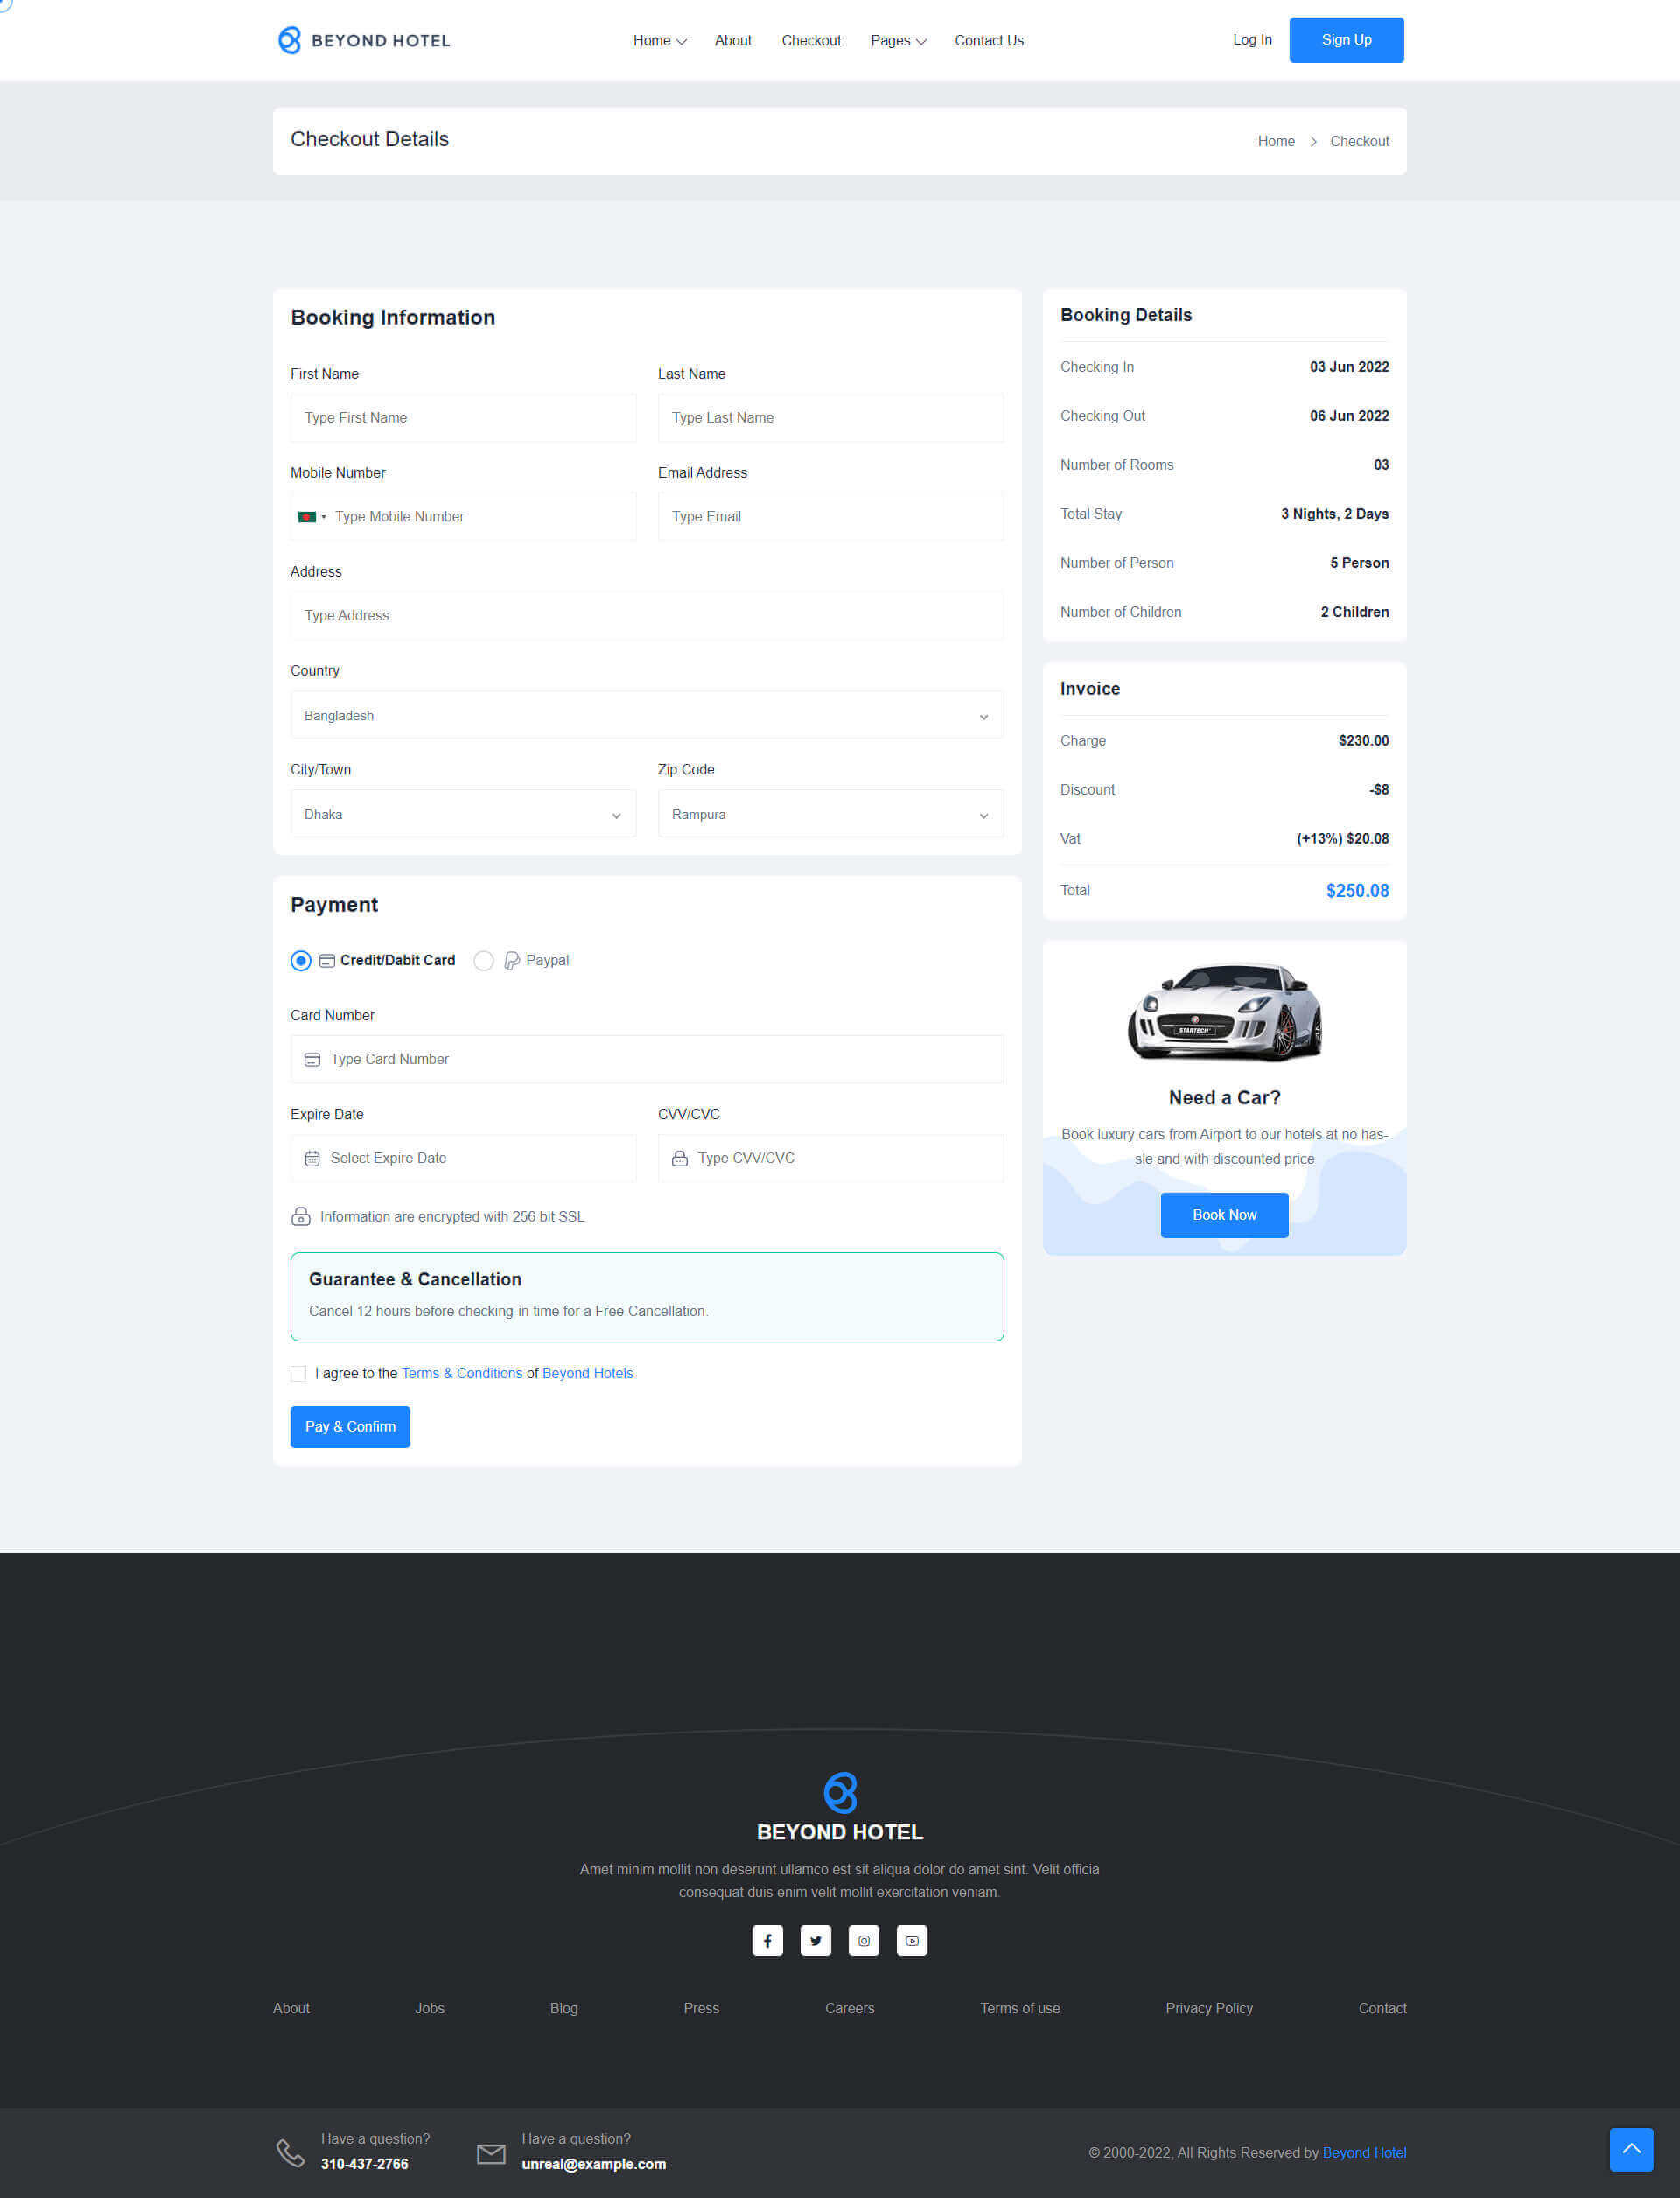 BEYOND HOTEL
Home About Checkout Pages Contact Us
Log In Sign Up
Checkout Details
Home Checkout
Booking Information
First Name Last Name
Type First Name Type Last Name
Mobile Number Email Address
Type Mobile Number Type Email
Address
Type Address
Country
Bangladesh
City/Town Zip Code
Dhaka Rampura
Payment
Credit/Dabit Card Paypal
Card Number
Type Card Number
Expire Date CVV/CVC
Select Expire Date Type CVV/CVC
Information are encrypted with 256 bit SSL
Guarantee & Cancellation
Cancel 12 hours before checking-in time for a Free Cancellation.
I agree to the Terms & Conditions of Beyond Hotels
Pay & Confirm
Booking Details
Checking In 03 Jun 2022
Checking Out 06 Jun 2022
Number of Rooms 03
Total Stay 3 Nights, 2 Days
Number of Person 5 Person
Number of Children 2 Children
Invoice
Charge $230.00
Discount -$8
Vat (+13%) $20.08
Total $250.08
STARTECH
Need a Car?
Book luxury cars from Airport to our hotels at no has-
sle and with discounted price
Book Now
BEYOND HOTEL
Amet minim mollit non deserunt ullamco est sit aliqua dolor do amet sint. Velit officia
consequat duis enim velit mollit exercitation veniam.
About Jobs Blog Press Careers Terms of use Privacy Policy Contact
Have a question?
310-437-2766
Have a question?
unreal@example.com
© 2000-2022, All Rights Reserved by Beyond Hotel